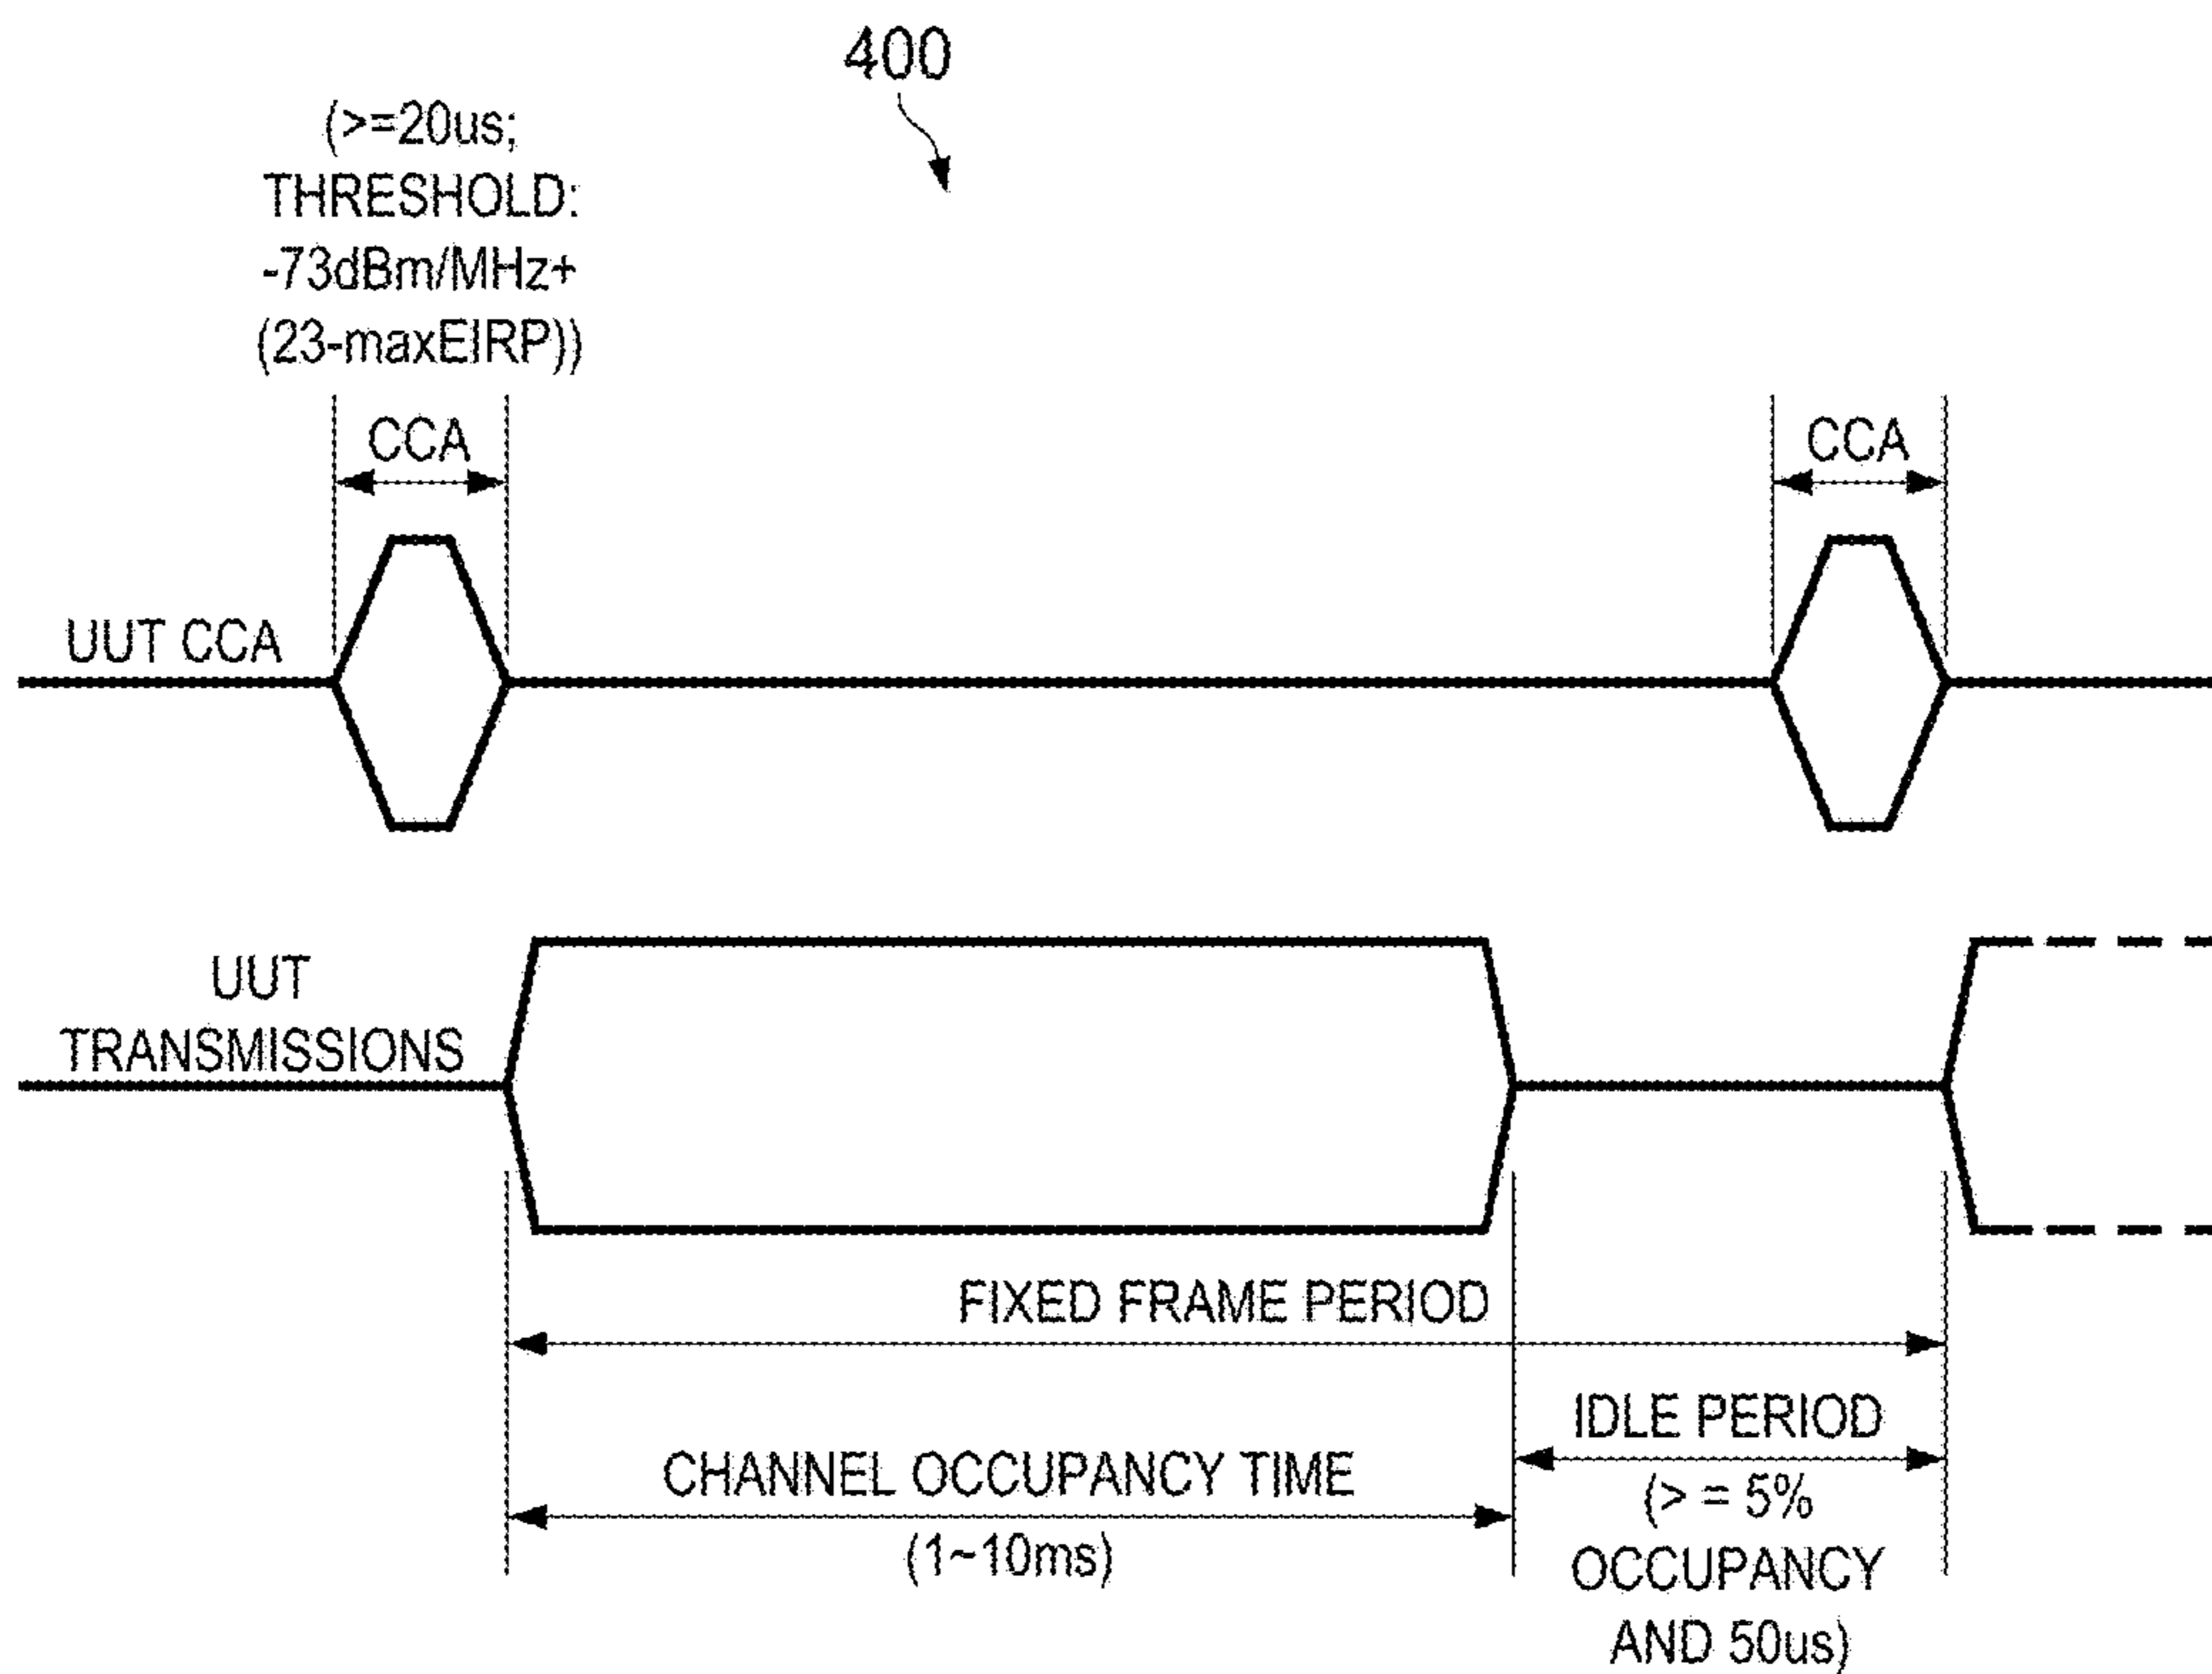 400
(>=20us;
THRESHOLD:
-73dBm/MHz+
(23-maxEIRP))
CCA
CCA
UUT CCA
UUT
TRANSMISSIONS
FIXED FRAME PERIOD
IDLE PERIOD
(> = 5%
OCCUPANCY
AND 50us)
CHANNEL OCCUPANCY TIME
(1~10ms)